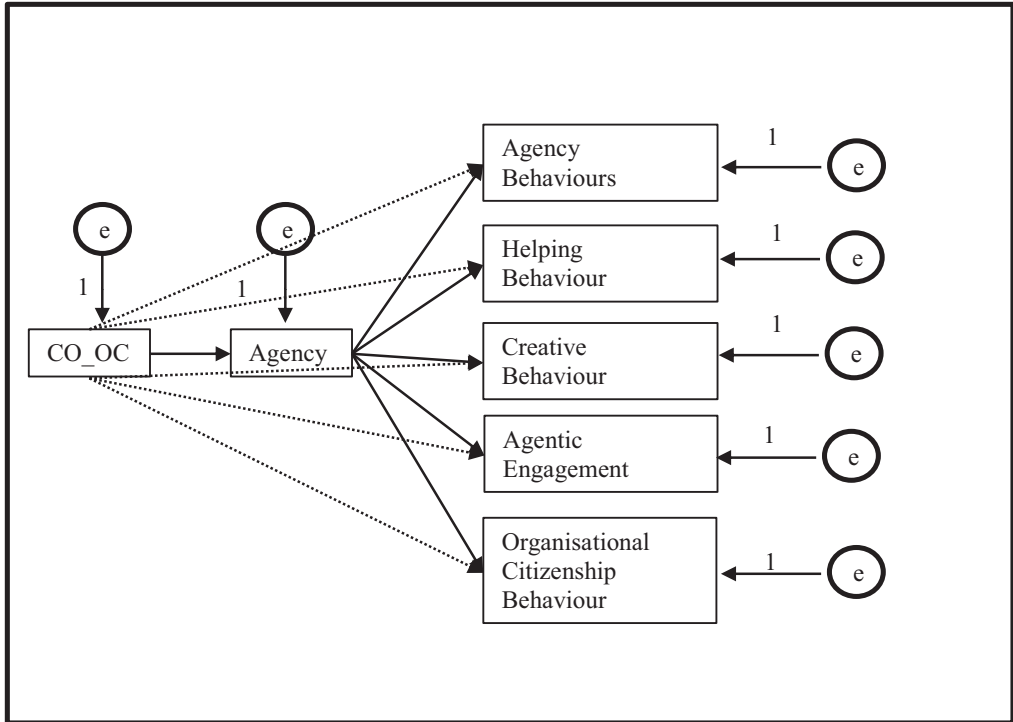 Agency
Behaviours
1
e
e
e
Helping
Behaviour
1
e
1
1
CO_OC
Agency
Creative
Behaviour
1
e
Agentic
Engagement
1
e
Organisational
Citizenship
Behaviour
1
e